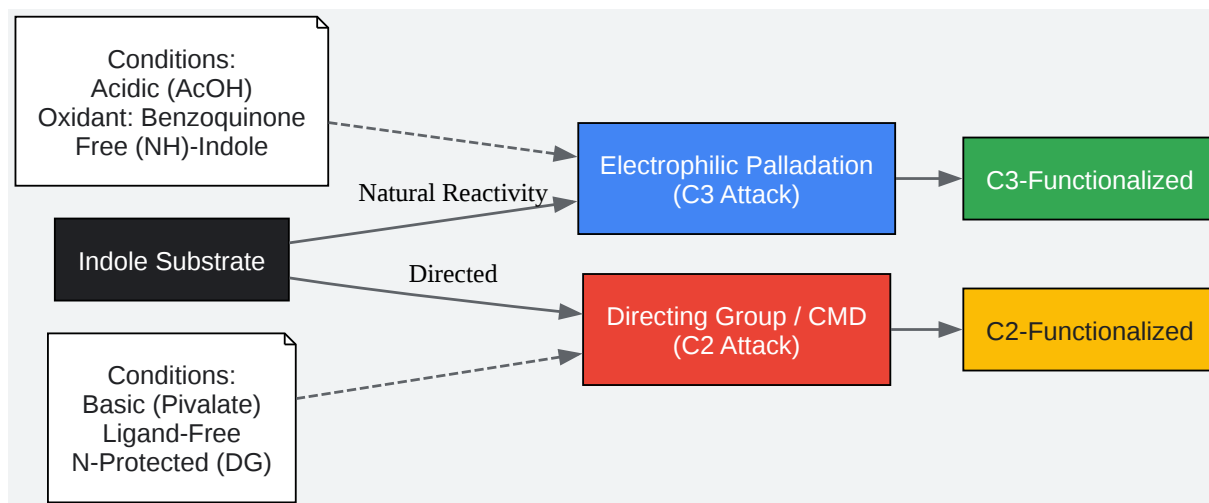 Conditions:
Acidic (AcOH)
Oxidant: Benzoquinone
Free (NH)-Indole
Natural Reactivity
Electrophilic Palladation
(C3 Attack)
C3-Functionalized
Indole Substrate
Directed
Directing Group / CMD
(C2 Attack)
C2-Functionalized
Conditions:
Basic (Pivalate)
Ligand-Free
N-Protected (DG)